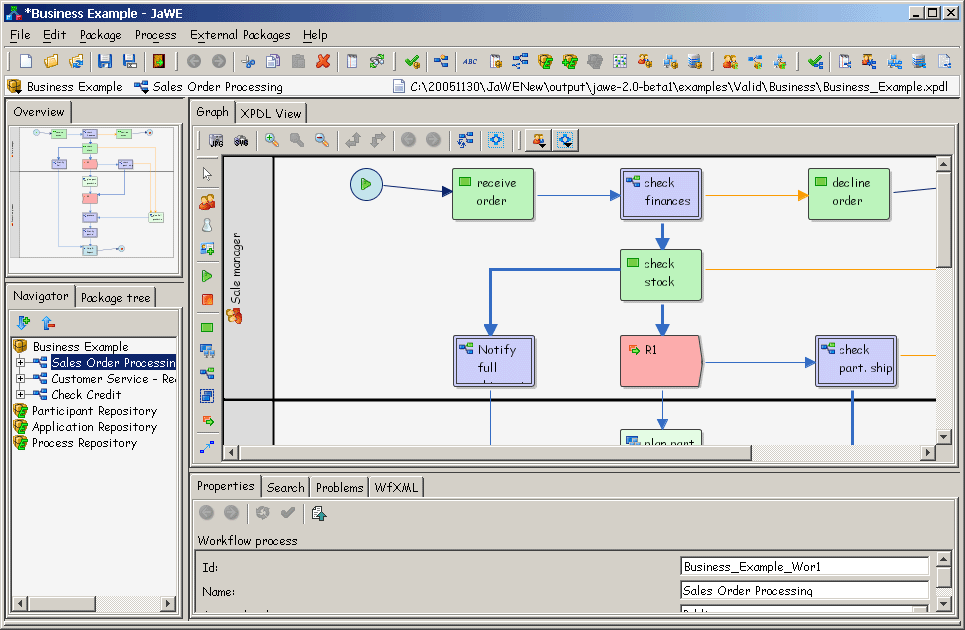 *Business Example - JaWE
File Edit Package Process External Packages Help
ABC
Business Example Sales Order Processing C:\20051130\JaWENew\output\jawe-2.0-beta1\examples\Valid\Business\Business_Example.xpdl
Overview
Graph XPDL View
JPG SVG
Sale manager
receive
order
check
finances
decline
order
check
stock
Notify
full
R1
check
part. ship
plan part
Navigator Package tree
Business Example
Sales Order Processin
Customer Service - Re
Check Credit
Participant Repository
Application Repository
Process Repository
Properties Search Problems WfXML
Workflow process
Id: Business_Example_Wor1
Name: Sales Order Processing